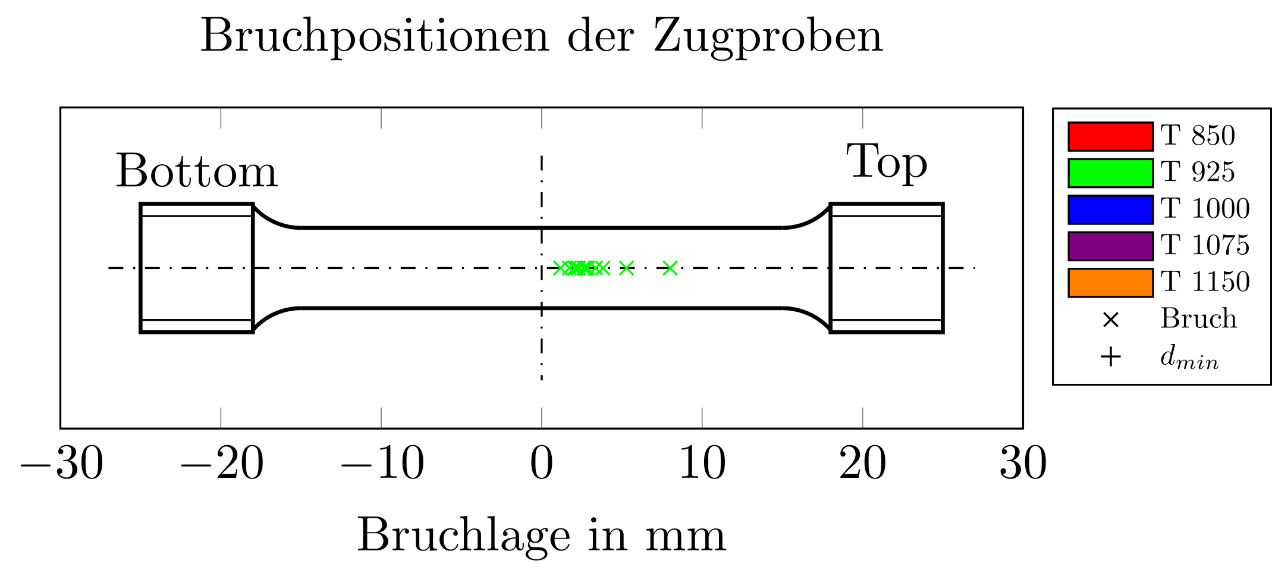 Bruchpositionen der Zugproben
Bottom
Top
−30 −20 −10 0 10 20 30
Bruchlage in mm
T 850
T 925
T 1000
T 1075
T 1150
Bruch
d_min